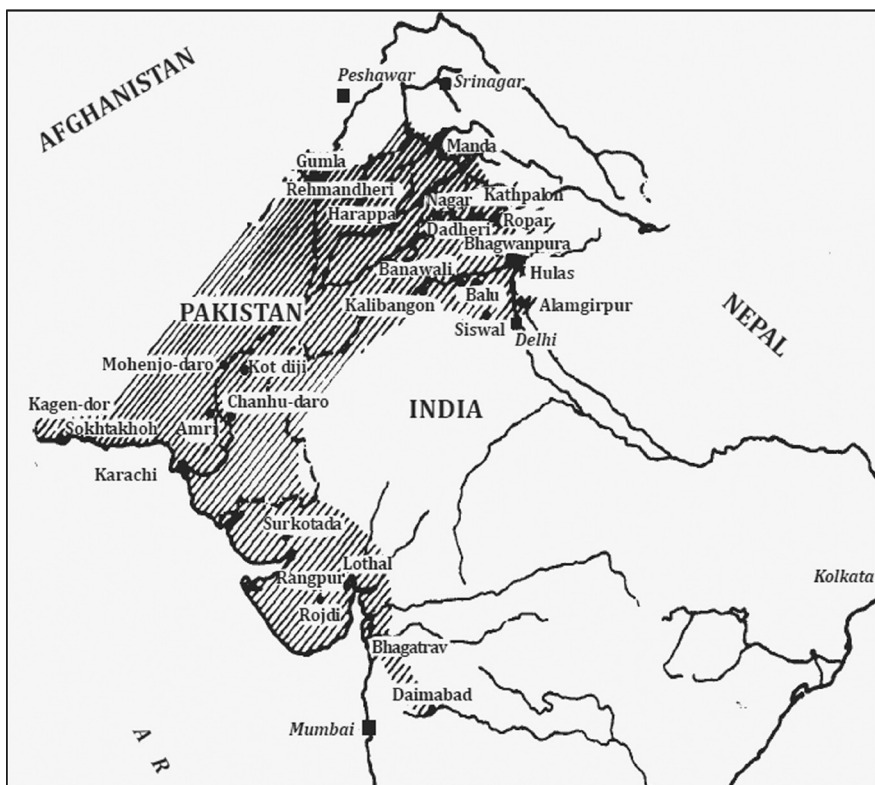 AFGHANISTAN
Peshawar
Srinagar
Manda
Gumla
Rehmandheri
Kathpalon
Nagar
Harappa
Ropar
Dadheri
Bhagwanpura
Banawali
Hulas
Balu
Kalibangon
Alamgirpur
PAKISTAN
Siswal
Delhi
NEPAL
Mohenjo-daro
Kot diji
Kagen-dor
Chanhu-daro
INDIA
Sokhtakhoh
Amri
Karachi
Surkotada
Lothal
Rangpur
Kolkata
Rojdi
Bhagatrav
Daimabad
Mumbai
A R